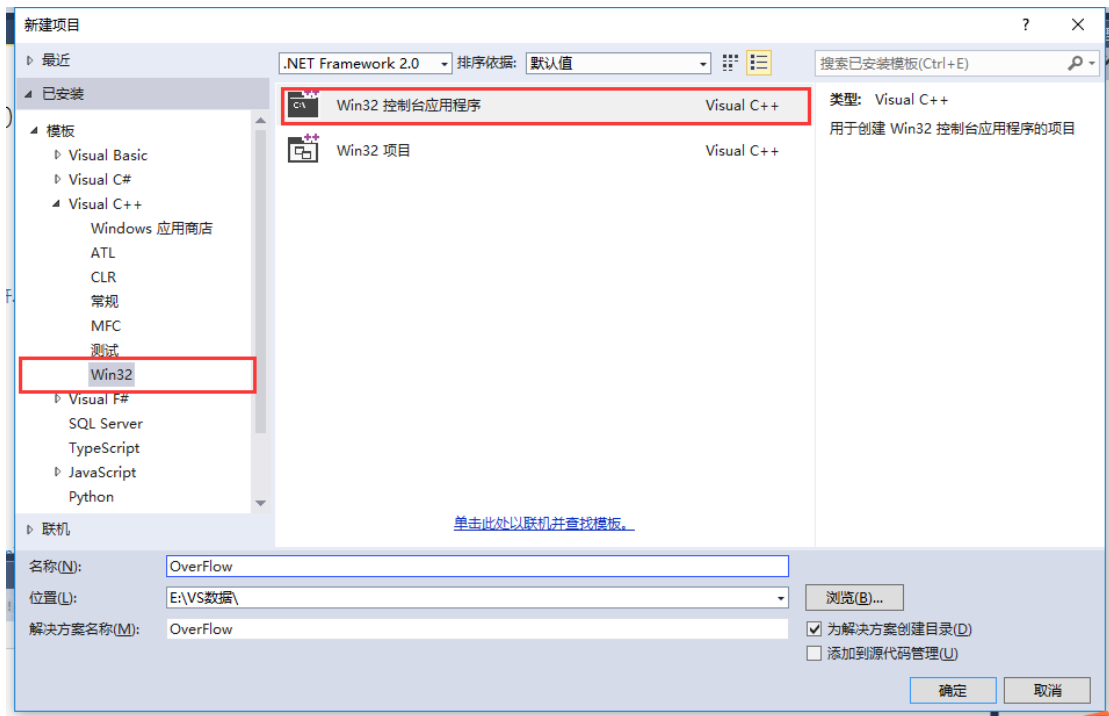 新建项目
?
最近
.NET Framework 2.0
排序依据:
默认值
搜索已安装模板(Ctrl+E)
已安装
Win32 控制台应用程序
Visual C++
类型: Visual C++
用于创建 Win32 控制台应用程序的项目
模板
Win32 项目
Visual C++
Visual Basic
Visual C#
Visual C++
Windows 应用商店
ATL
CLR
常规
MFC
测试
Win32
Visual F#
SQL Server
TypeScript
JavaScript
Python
单击此处以联机并查找模板。
联机
名称(N):
OverFlow
位置(L):
E:\VS数据\
浏览(B)...
解决方案名称(M):
OverFlow
为解决方案创建目录(D)
添加到源代码管理(U)
确定
取消